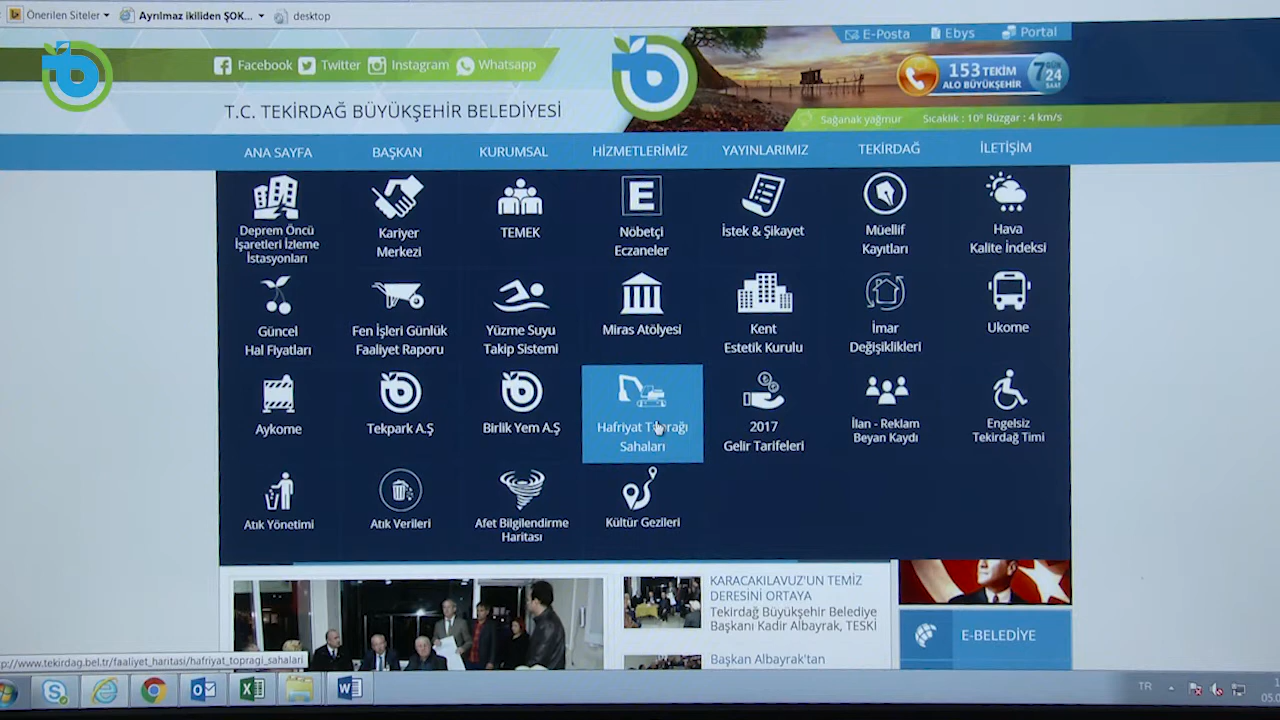 Önerilen Siteler
Ayrılmaz ikiliden ŞOK...
desktop
Facebook
Twitter
Instagram
Whatsapp
E-Posta
Ebys
Portal
153 TEKİM
ALO BÜYÜKŞEHİR
7 GÜN
24
SAAT
T.C. TEKİRDAĞ BÜYÜKŞEHİR BELEDİYESİ
Sağanak yağmur
Sıcaklık : 10° Rüzgar : 4 km/s
ANA SAYFA
BAŞKAN
KURUMSAL
HİZMETLERİMİZ
YAYINLARIMIZ
TEKİRDAĞ
İLETİŞİM
Deprem Öncü
İşaretleri İzleme
İstasyonları
Kariyer
Merkezi
TEMEK
E
Nöbetçi
Eczaneler
İstek & Şikayet
Müellif
Kayıtları
Hava
Kalite İndeksi
Güncel
Hal Fiyatları
Fen İşleri Günlük
Faaliyet Raporu
Yüzme Suyu
Takip Sistemi
Miras Atölyesi
Kent
Estetik Kurulu
İmar
Değişiklikleri
Ukome
Aykome
Tekpark A.Ş
Birlik Yem A.Ş
Hafriyat Toprağı
Sahaları
2017
Gelir Tarifeleri
İlan - Reklam
Beyan Kaydı
Engelsiz
Tekirdağ Timi
Atık Yönetimi
Atık Verileri
Afet Bilgilendirme
Haritası
Kültür Gezileri
KARACAKILAVUZ'UN TEMİZ
DERESİNİ ORTAYA
Tekirdağ Büyükşehir Belediye
Başkanı Kadir Albayrak, TESKİ
Başkan Albayrak'tan
E-BELEDİYE
p://www.tekirdag.bel.tr/faaliyet_haritasi/hafriyat_topragi_sahalari
TR
05.0